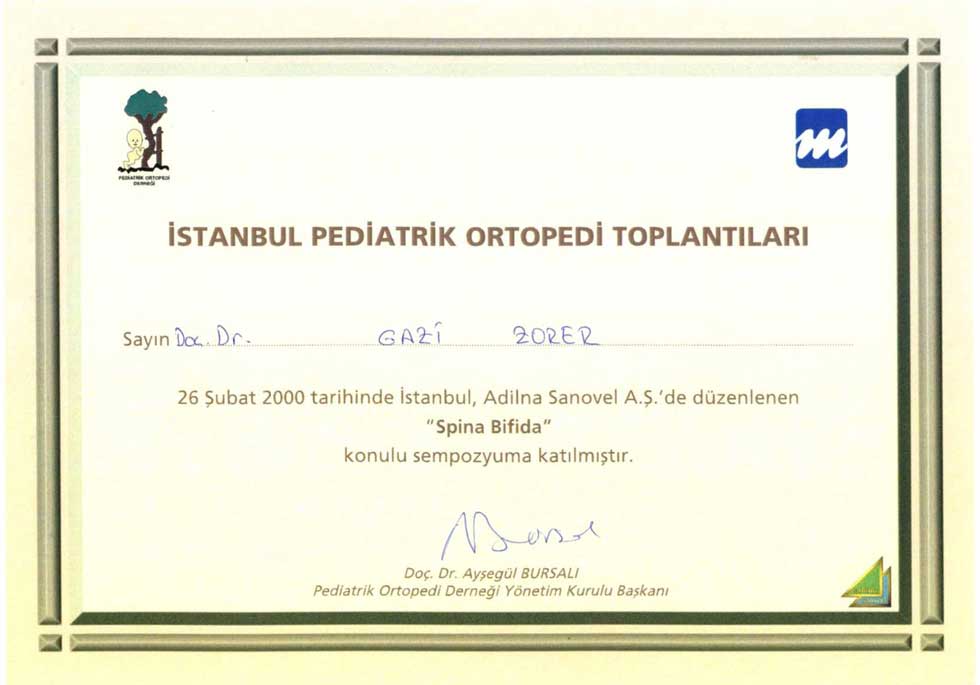 PEDİATRİK ORTOPEDİ
DERNEĞİ
m
İSTANBUL PEDİATRİK ORTOPEDİ TOPLANTILARI
Sayın Doç. Dr. GAZİ ZORER
26 Şubat 2000 tarihinde İstanbul, Adilna Sanovel A.Ş.'de düzenlenen
"Spina Bifida"
konulu sempozyuma katılmıştır.
Doç. Dr. Ayşegül BURSALI
Pediatrik Ortopedi Derneği Yönetim Kurulu Başkanı